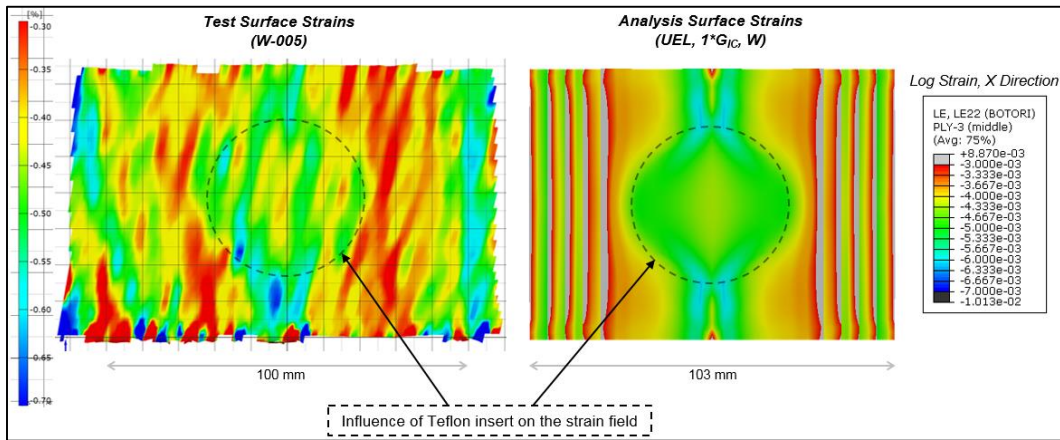 Test Surface Strains
(W-005)
Analysis Surface Strains
(UEL, 1*GIC, W)
[%]
-0.30
-0.35
-0.40
-0.45
-0.50
-0.55
-0.60
-0.65
-0.70
Log Strain, X Direction
LE, LE22 (BOTORI)
PLY-3 (middle)
(Avg: 75%)
+8.870e-03
-3.000e-03
-3.333e-03
-3.667e-03
-4.000e-03
-4.333e-03
-4.667e-03
-5.000e-03
-5.333e-03
-5.667e-03
-6.000e-03
-6.333e-03
-6.667e-03
-7.000e-03
-1.013e-02
100 mm
103 mm
Influence of Teflon insert on the strain field